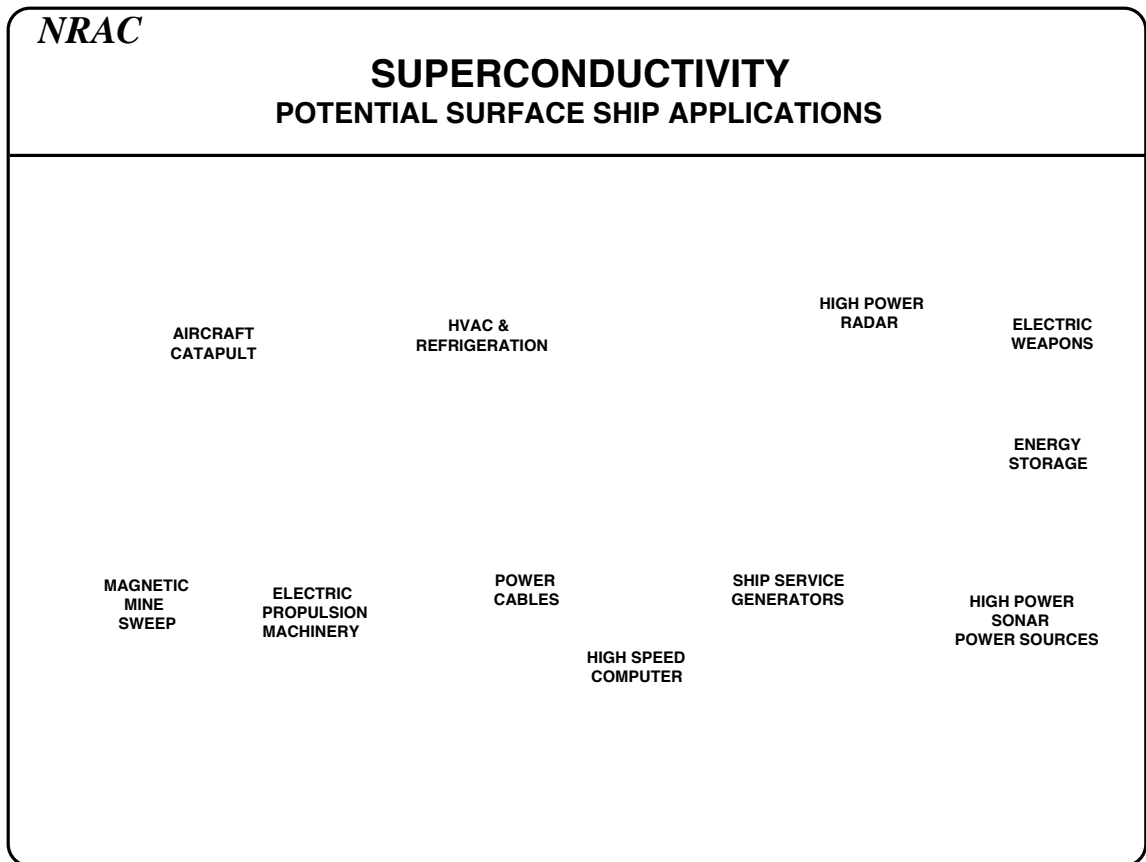 NRAC
SUPERCONDUCTIVITY
POTENTIAL SURFACE SHIP APPLICATIONS
AIRCRAFT
CATAPULT
HVAC &
REFRIGERATION
HIGH POWER
RADAR
ELECTRIC
WEAPONS
ENERGY
STORAGE
MAGNETIC
MINE
SWEEP
ELECTRIC
PROPULSION
MACHINERY
POWER
CABLES
HIGH SPEED
COMPUTER
SHIP SERVICE
GENERATORS
HIGH POWER
SONAR
POWER SOURCES